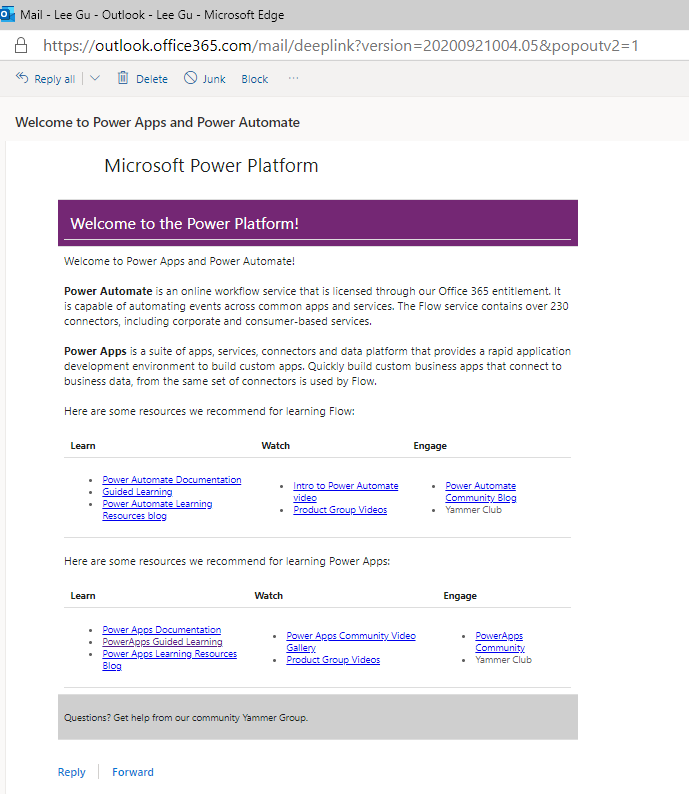 Mail - Lee Gu - Outlook - Lee Gu - Microsoft Edge
https://outlook.office365.com/mail/deeplink?version=20200921004.05&popoutv2=1
Reply all Delete Junk Block ...
Welcome to Power Apps and Power Automate
Microsoft Power Platform
Welcome to the Power Platform!
Welcome to Power Apps and Power Automate!
Power Automate is an online workflow service that is licensed through our Office 365 entitlement. It
is capable of automating events across common apps and services. The Flow service contains over 230
connectors, including corporate and consumer-based services.
Power Apps is a suite of apps, services, connectors and data platform that provides a rapid application
development environment to build custom apps. Quickly build custom business apps that connect to
business data, from the same set of connectors is used by Flow.
Here are some resources we recommend for learning Flow:
Learn Watch Engage
• Power Automate Documentation
• Guided Learning
• Power Automate Learning
Resources blog
• Intro to Power Automate
video
• Product Group Videos
• Power Automate
Community Blog
• Yammer Club
Here are some resources we recommend for learning Power Apps:
Learn Watch Engage
• Power Apps Documentation
• PowerApps Guided Learning
• Power Apps Learning Resources
Blog
• Power Apps Community Video
Gallery
• Product Group Videos
• PowerApps
Community
• Yammer Club
Questions? Get help from our community Yammer Group.
Reply Forward